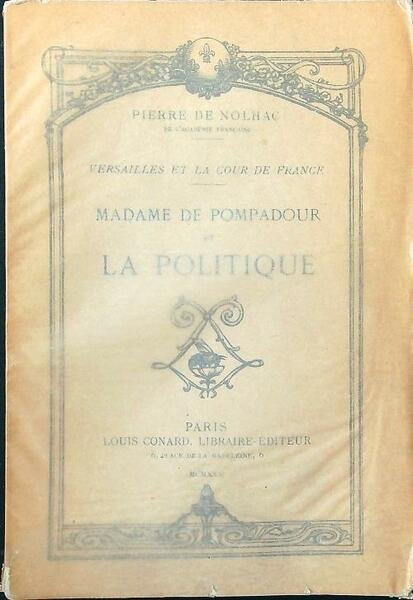 PIERRE DE NOLHAC
DE L'ACADÉMIE FRANÇAISE
VERSAILLES ET LA COUR DE FRANCE
MADAME DE POMPADOUR
ET
LA POLITIQUE
PARIS
LOUIS CONARD, LIBRAIRE-ÉDITEUR
6, PLACE DE LA MADELEINE, 6